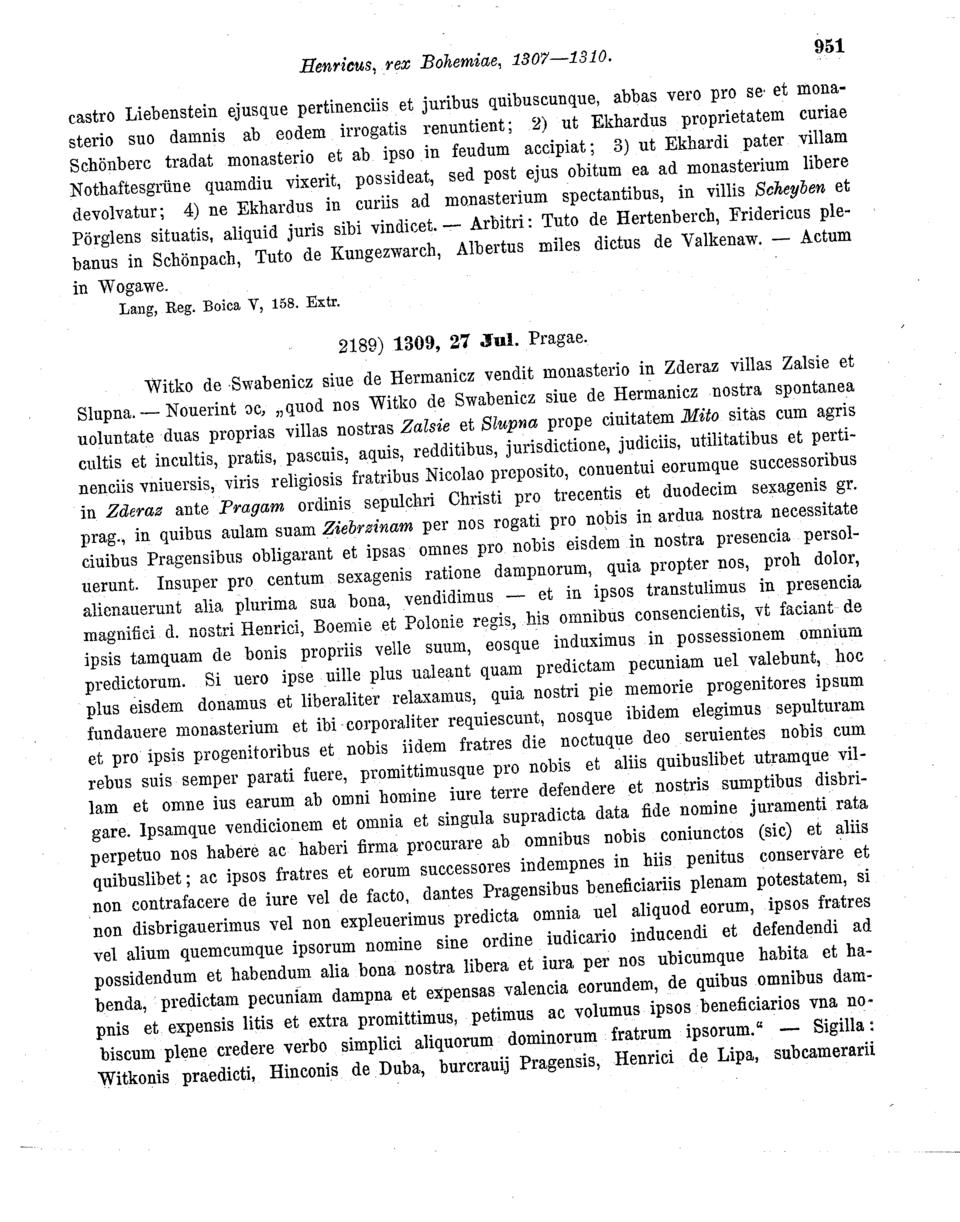 Henricus, rex Bohemiae, 1307—1310.
951
castro Liebenstein ejusque pertinenciis et juribus quibuscunque, abbas vero pro se et mona-
sterio suo damnis ab eodem irrogatis renuntient; 2) ut Ekhardus proprietatem curiae
Schönberc tradat monasterio et ab ipso in feudum accipiat; 3) ut Ekhardi pater villam
Nothaftesgrüne quamdiu vixerit, possideat, sed post ejus obitum ea ad monasterium libere
devolvatur; 4) ne Ekhardus in curiis ad monasterium spectantibus, in villis Scheyben et
Pörglens situatis, aliquid juris sibi vindicet. — Arbitri: Tuto de Hertenberch, Fridericus ple-
banus in Schönpach, Tuto de Kungezwarch, Albertus miles dictus de Valkenaw. — Actum
in Wogawe.
Lang, Reg. Boica V, 158. Extr.
2189) 1309, 27 Jul. Pragae.
Witko de Swabenicz siue de Hermanicz vendit monasterio in Zderaz villas Zalsie et
Slupna. — Nouerint ɔc, „quod nos Witko de Swabenicz siue de Hermanicz nostra spontanea
uoluntate duas proprias villas nostras Zalsie et Slupna prope ciuitatem Mito sitas cum agris
cultis et incultis, pratis, pascuis, aquis, redditibus, jurisdictione, judiciis, utilitatibus et perti-
nenciis vniuersis, viris religiosis fratribus Nicolao preposito, conuentui eorumque successoribus
in Zderaz ante Pragam ordinis sepulchri Christi pro trecentis et duodecim sexagenis gr.
prag., in quibus aulam suam Ziebrzinam per nos rogati pro nobis in ardua nostra necessitate
ciuibus Pragensibus obligarant et ipsas omnes pro nobis eisdem in nostra presencia persol-
uerunt. Insuper pro centum sexagenis ratione dampnorum, quia propter nos, proh dolor,
alienauerunt alia plurima sua bona, vendidimus — et in ipsos transtulimus in presencia
magnifici d. nostri Henrici, Boemie et Polonie regis, his omnibus consencientis, vt faciant de
ipsis tamquam de bonis propriis velle suum, eosque induximus in possessionem omnium
predictorum. Si uero ipse uille plus ualeant quam predictam pecuniam uel valebunt, hoc
plus eisdem donamus et liberaliter relaxamus, quia nostri pie memorie progenitores ipsum
fundauere monasterium et ibi corporaliter requiescunt, nosque ibidem elegimus sepulturam
et pro ipsis progenitoribus et nobis iidem fratres die noctuque deo seruientes nobis cum
rebus suis semper parati fuere, promittimusque pro nobis et aliis quibuslibet utramque vil-
lam et omne ius earum ab omni homine iure terre defendere et nostris sumptibus disbri-
gare. Ipsamque vendicionem et omnia et singula supradicta data fide nomine juramenti rata
perpetuo nos habere ac haberi firma procurare ab omnibus nobis coniunctos (sic) et aliis
quibuslibet; ac ipsos fratres et eorum successores indempnes in hiis penitus conservare et
non contrafacere de iure vel de facto, dantes Pragensibus beneficiariis plenam potestatem, si
non disbrigauerimus vel non expleuerimus predicta omnia uel aliquod eorum, ipsos fratres
vel alium quemcumque ipsorum nomine sine ordine iudicario inducendi et defendendi ad
possidendum et habendum alia bona nostra libera et iura per nos ubicumque habita et ha-
benda, predictam pecuniam dampna et expensas valencia eorundem, de quibus omnibus dam-
pnis et expensis litis et extra promittimus, petimus ac volumus ipsos beneficiarios vna no-
biscum plene credere verbo simplici aliquorum dominorum fratrum ipsorum.“ — Sigilla:
Witkonis praedicti, Hinconis de Duba, burcrauij Pragensis, Henrici de Lipa, subcamerarii